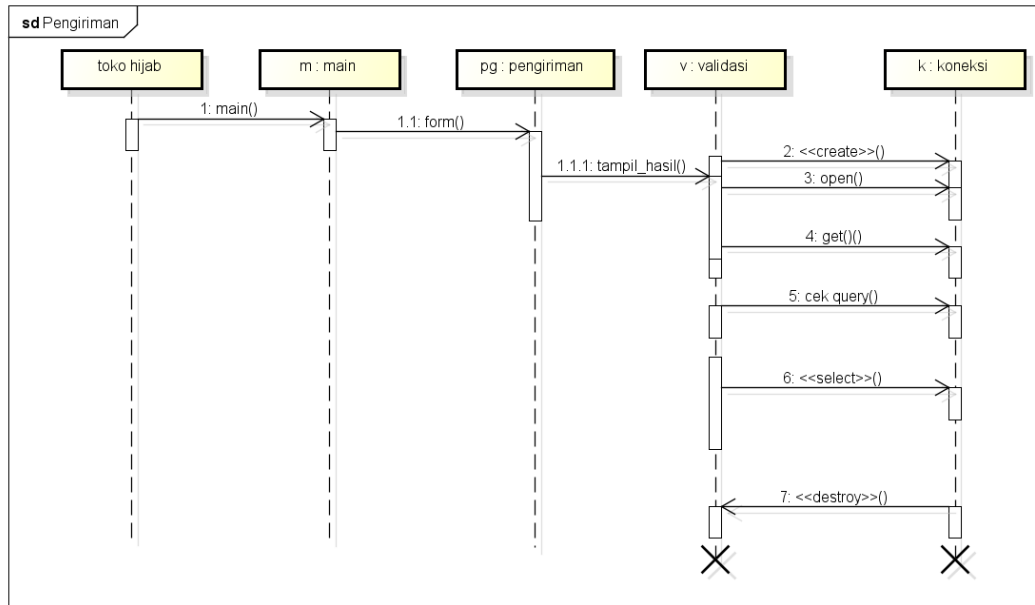 sd Pengiriman
toko hijab
m : main
pg : pengiriman
v : validasi
k : koneksi
1: main()
1.1: form()
1.1.1: tampil_hasil()
2: <<create>>()
3: open()
4: get()()
5: cek query()
6: <<select>>()
7: <<destroy>>()